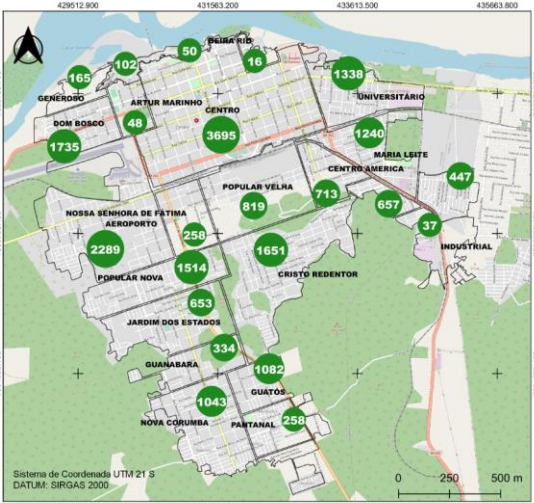 429512.900 431563.200 433613.500 435663.800
BEIRA RIO
50
102
16
165
1338
GENEROSO
ARTUR MARINHO
UNIVERSITÁRIO
CENTRO
DOM BOSCO
48
3695
1240
1735
MARIA LEITE
CENTRO AMERICA
447
POPULAR VELHA
713
819
657
NOSSA SENHORA DE FÁTIMA
AEROPORTO
37
258
2289
1651
INDUSTRIAL
1514
CRISTO REDENTOR
POPULAR NOVA
653
JARDIM DOS ESTADOS
334
GUANABARA
1082
GUATÓS
1043
258
NOVA CORUMBA
PANTANAL
Sistema de Coordenada UTM 21 S
DATUM: SIRGAS 2000
0 250 500 m